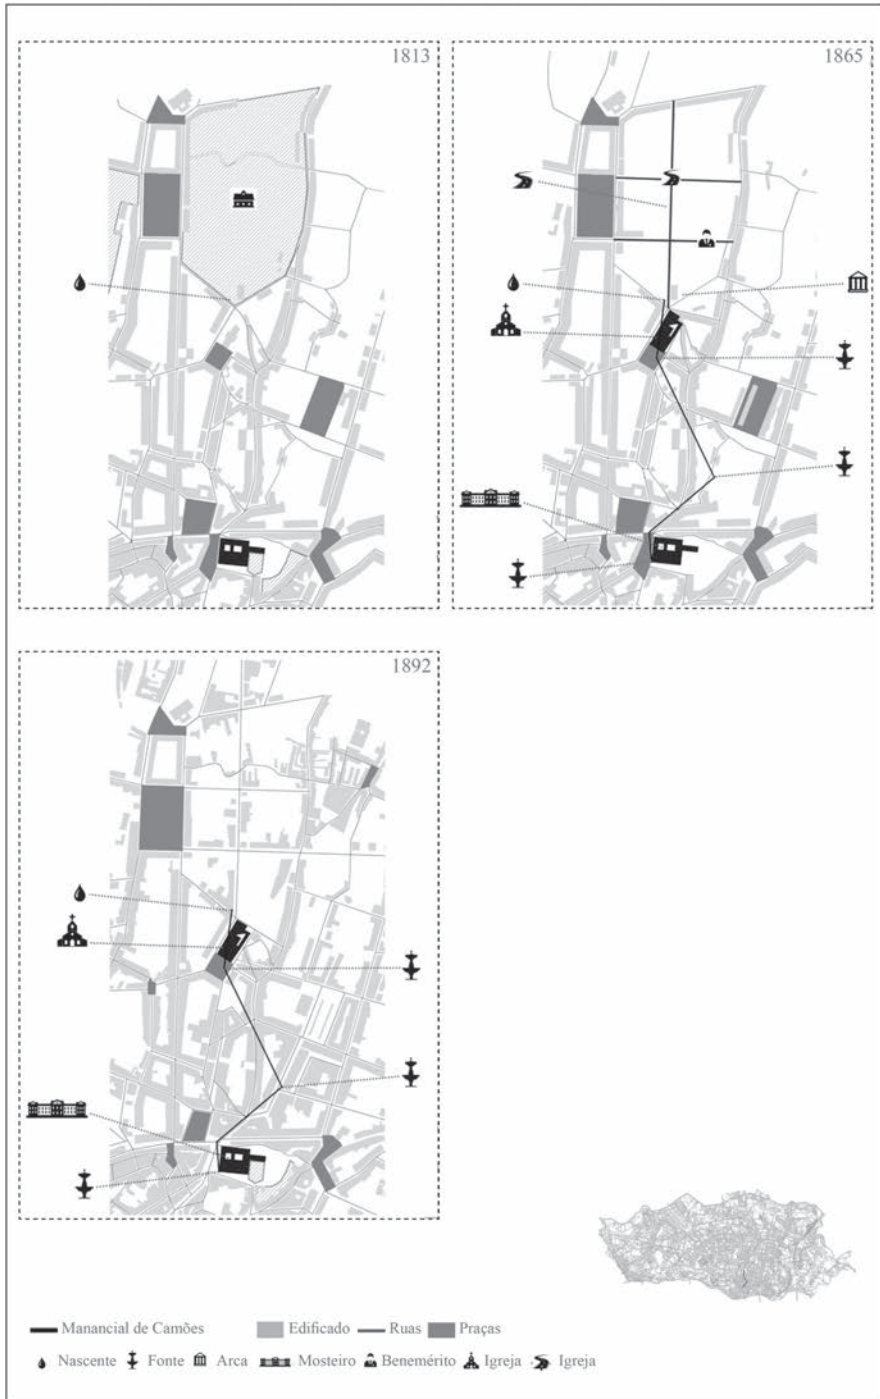 1813
1865
1892
Manancial de Camões Edificado Ruas Praças
Nascente Fonte Arca Mosteiro Benemérito Igreja Igreja